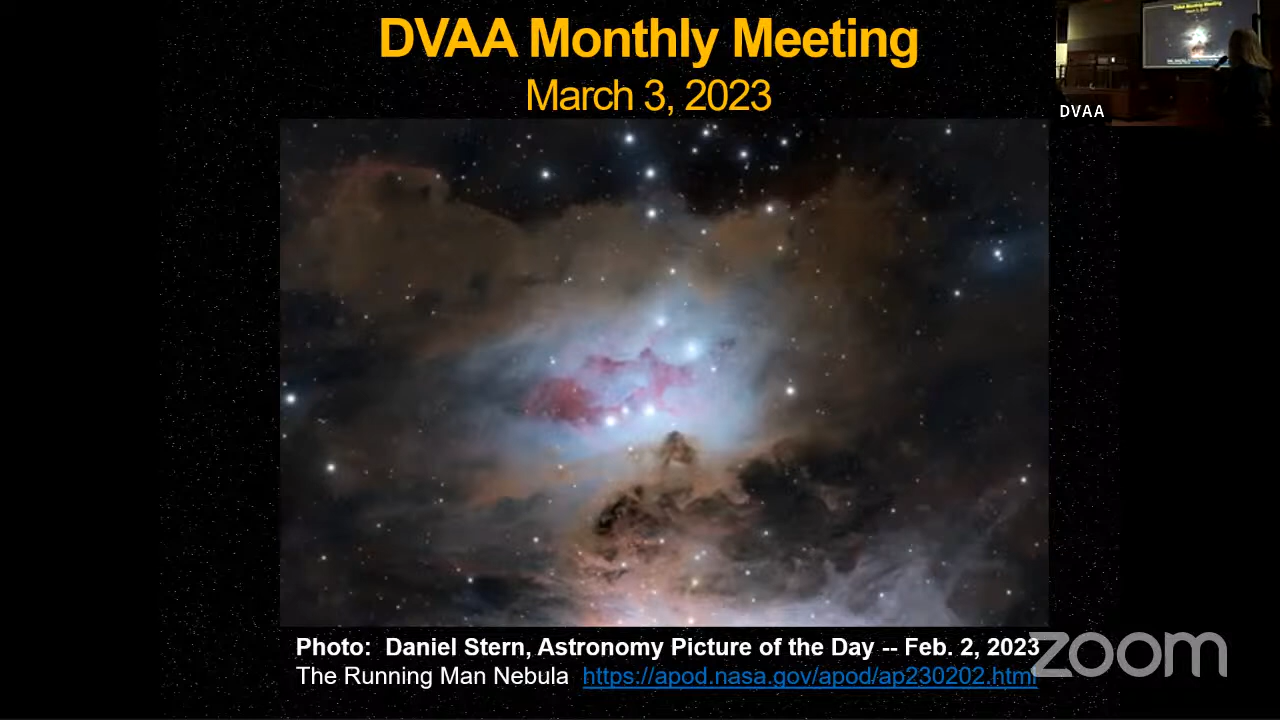 DVAA Monthly Meeting
March 3, 2023
DVAA
Photo:  Daniel Stern, Astronomy Picture of the Day -- Feb. 2, 2023
The Running Man Nebula  https://apod.nasa.gov/apod/ap230202.html
zoom